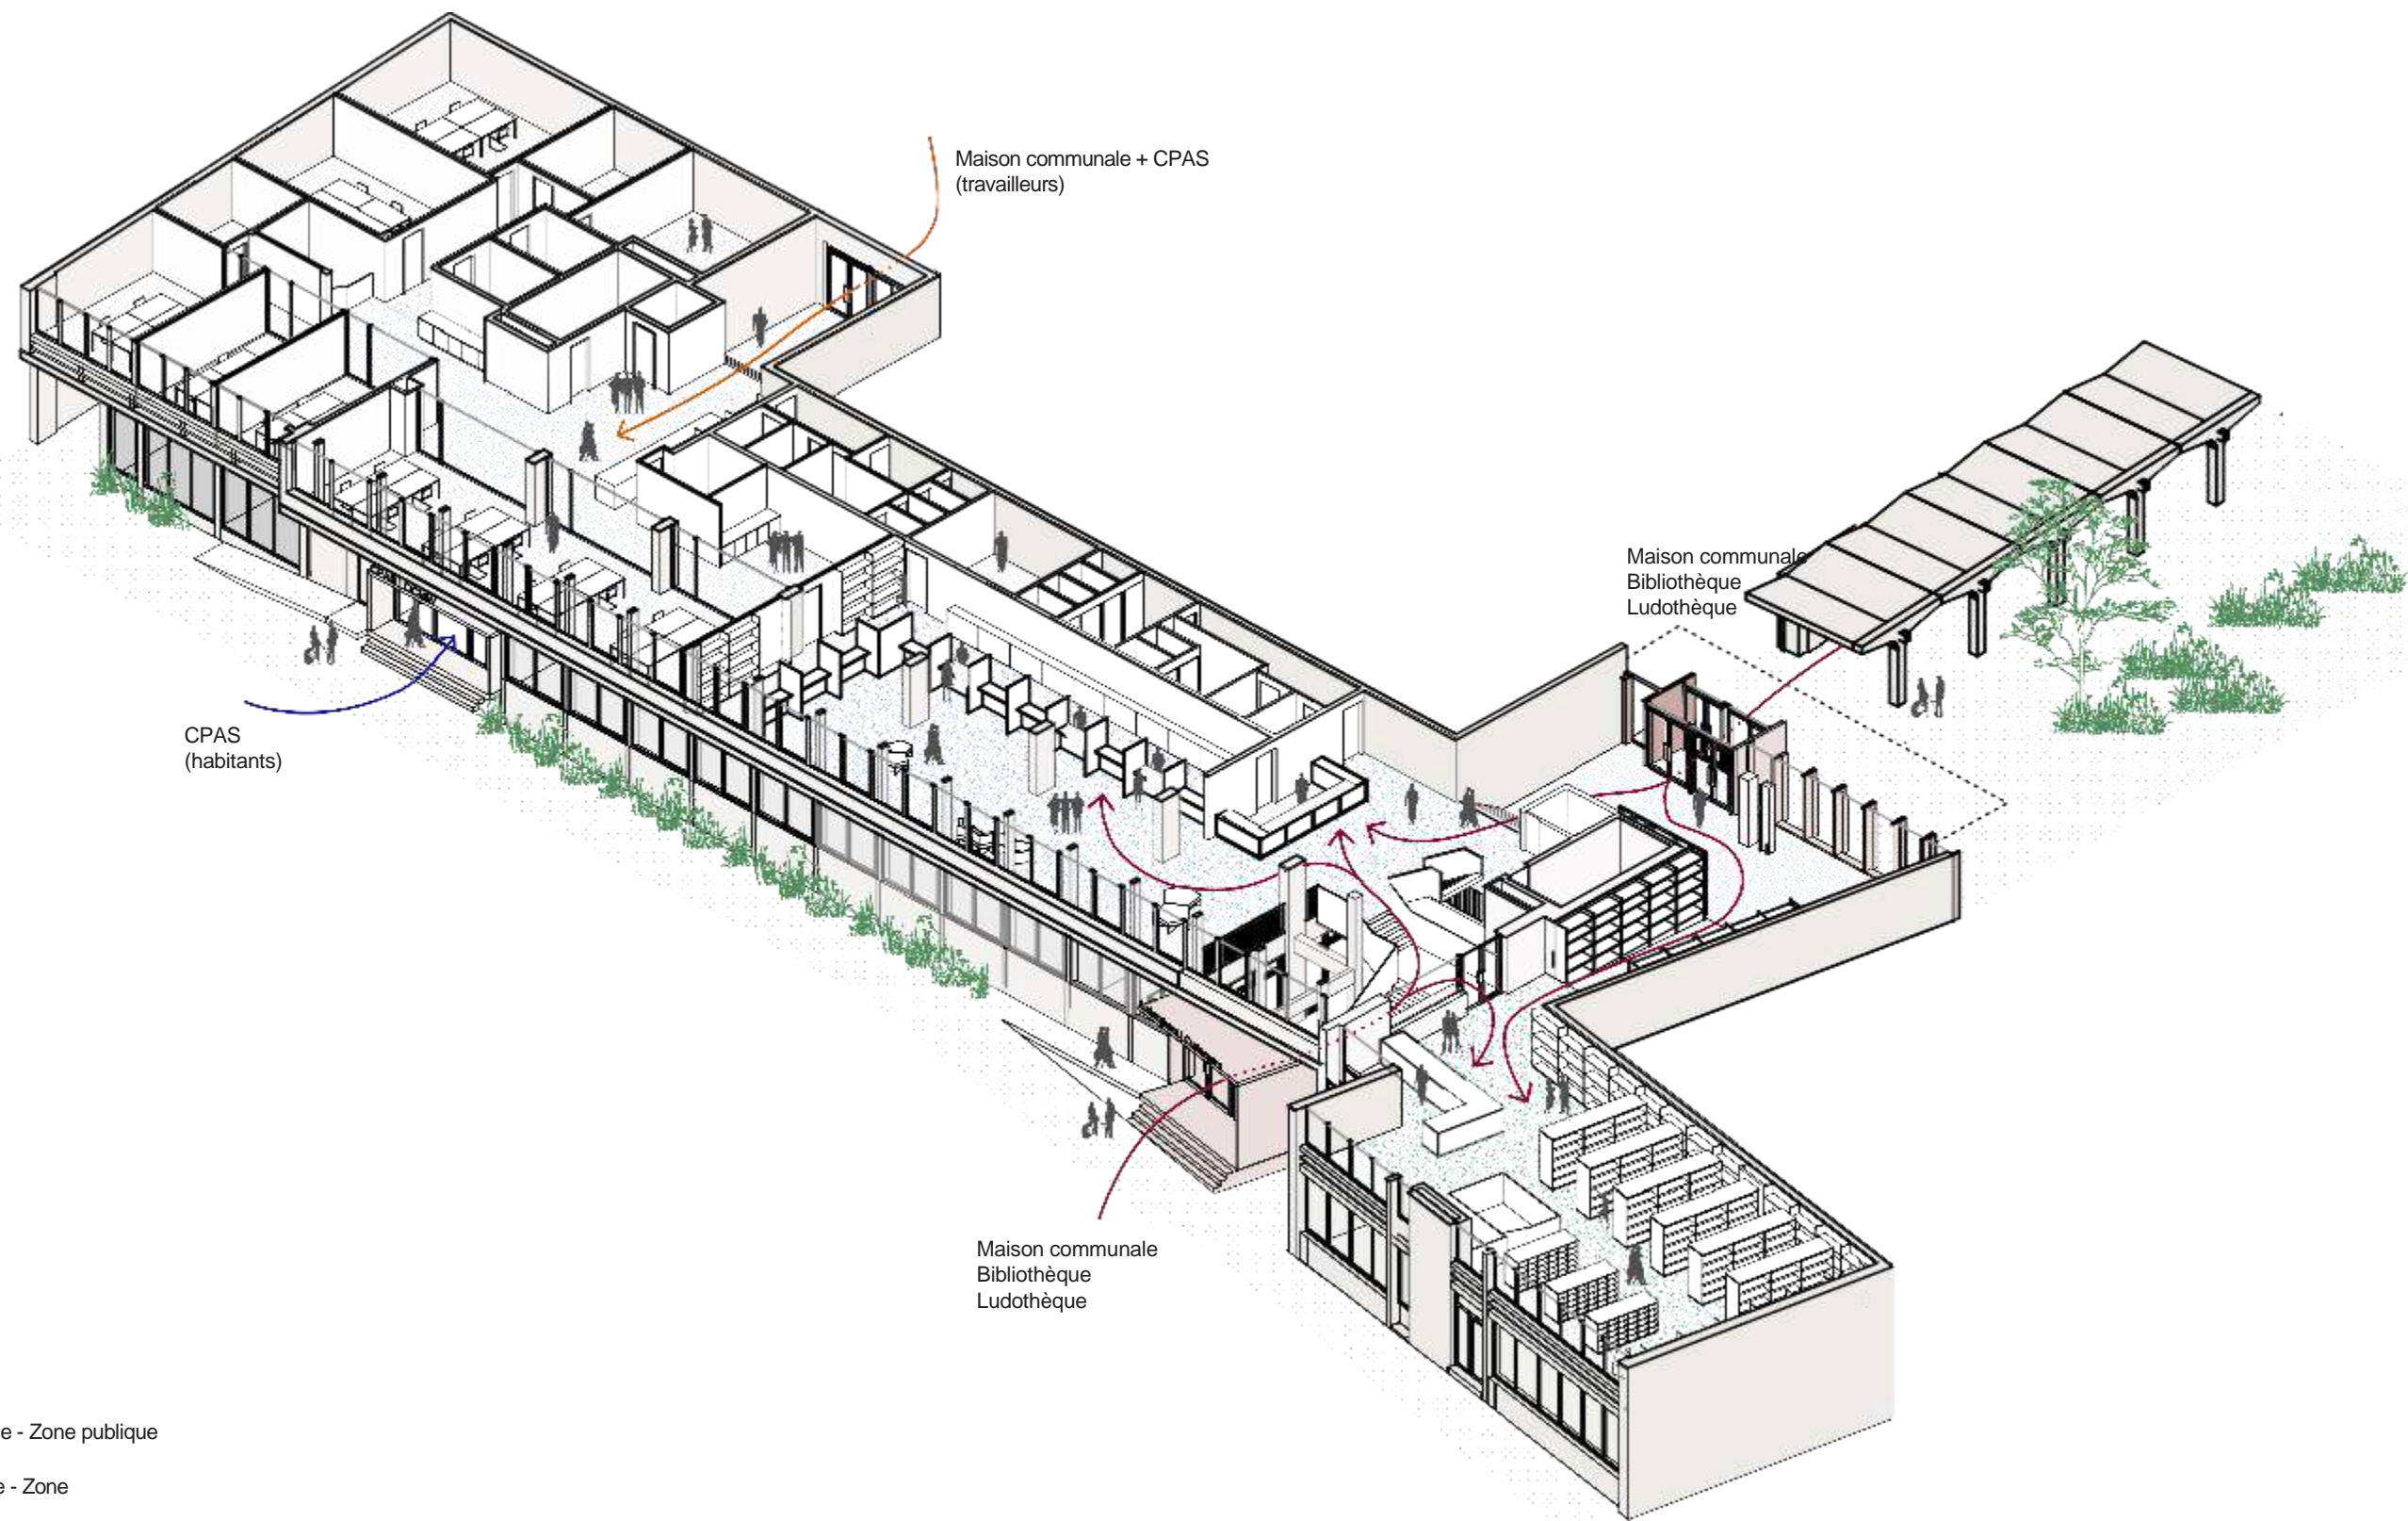 Maison communale + CPAS
(travailleurs)
Maison communale
Bibliothèque
Ludothèque
CPAS
(habitants)
Maison communale
Bibliothèque
Ludothèque
e - Zone publique
e - Zone